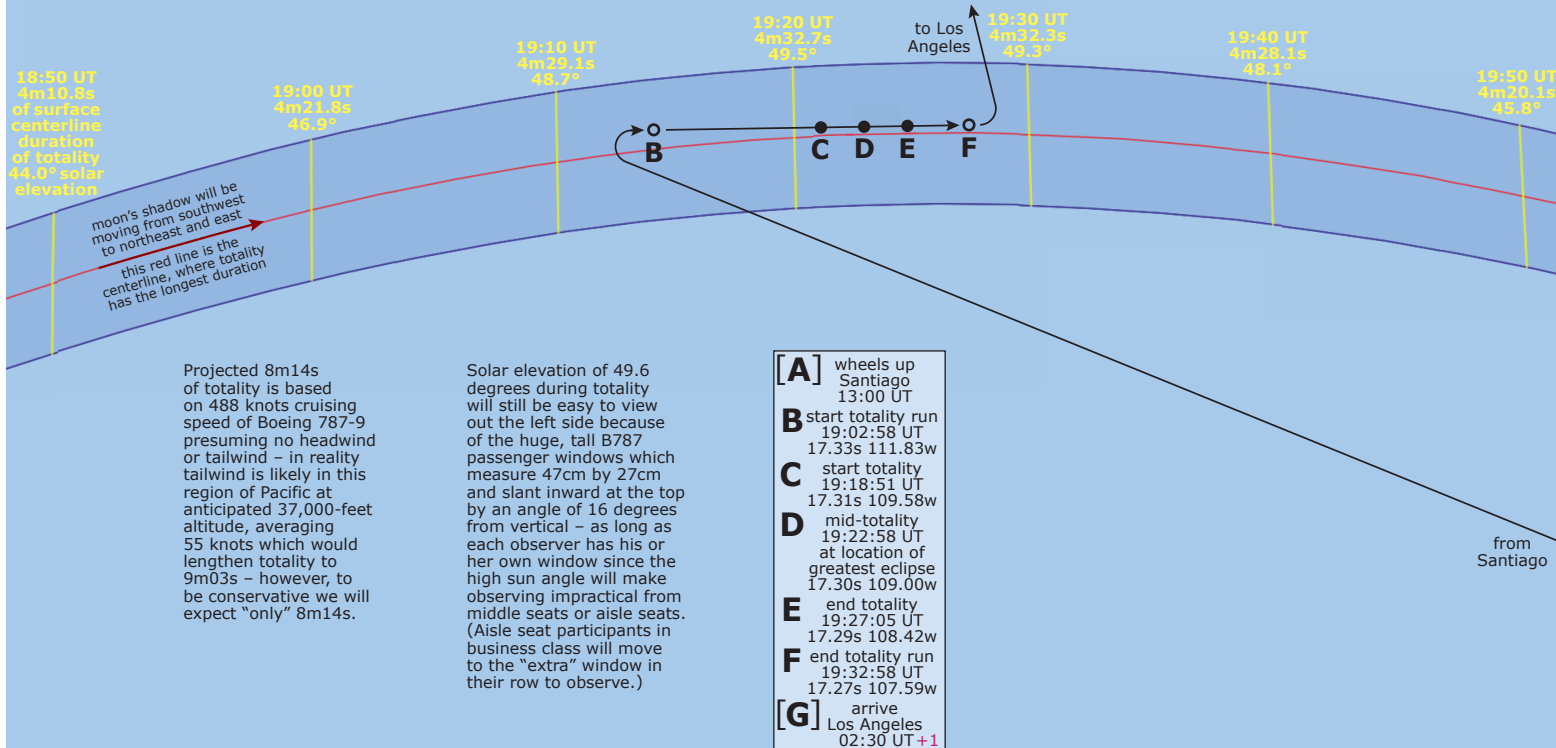 18:50 UT
4m10.8s
of surface
centerline
duration
of totality
44.0° solar
elevation
19:00 UT
4m21.8s
46.9°
19:10 UT
4m29.1s
48.7°
19:20 UT
4m32.7s
49.5°
to Los
Angeles
19:30 UT
4m32.3s
49.3°
19:40 UT
4m28.1s
48.1°
19:50 UT
4m20.1s
45.8°
B
C
D
E
F
moon's shadow will be
moving from southwest
to northeast and east
this red line is the
centerline, where totality
has the longest duration
from
Santiago
Projected 8m14s
of totality is based
on 488 knots cruising
speed of Boeing 787-9
presuming no headwind
or tailwind – in reality
tailwind is likely in this
region of Pacific at
anticipated 37,000-feet
altitude, averaging
55 knots which would
lengthen totality to
9m03s – however, to
be conservative we will
expect “only” 8m14s.
Solar elevation of 49.6
degrees during totality
will still be easy to view
out the left side because
of the huge, tall B787
passenger windows which
measure 47cm by 27cm
and slant inward at the top
by an angle of 16 degrees
from vertical – as long as
each observer has his or
her own window since the
high sun angle will make
observing impractical from
middle seats or aisle seats.
(Aisle seat participants in
business class will move
to the “extra” window in
their row to observe.)
[A] wheels up
Santiago
13:00 UT
B start totality run
19:02:58 UT
17.33s 111.83w
C start totality
19:18:51 UT
17.31s 109.58w
D mid-totality
19:22:58 UT
at location of
greatest eclipse
17.30s 109.00w
E end totality
19:27:05 UT
17.29s 108.42w
F end totality run
19:32:58 UT
17.27s 107.59w
[G] arrive
Los Angeles
02:30 UT +1